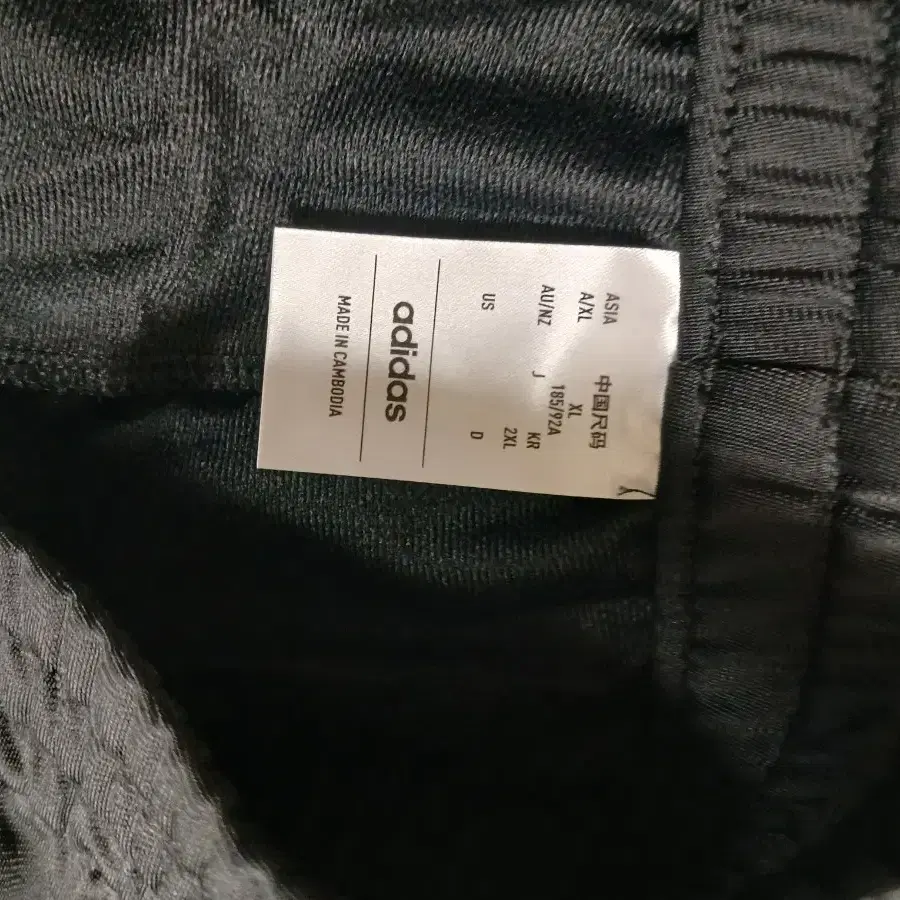 ASIA 中国尺码
A/XL XL
185/92A
AU/NZ J KR
2XL
US D
adidas
MADE IN CAMBODIA